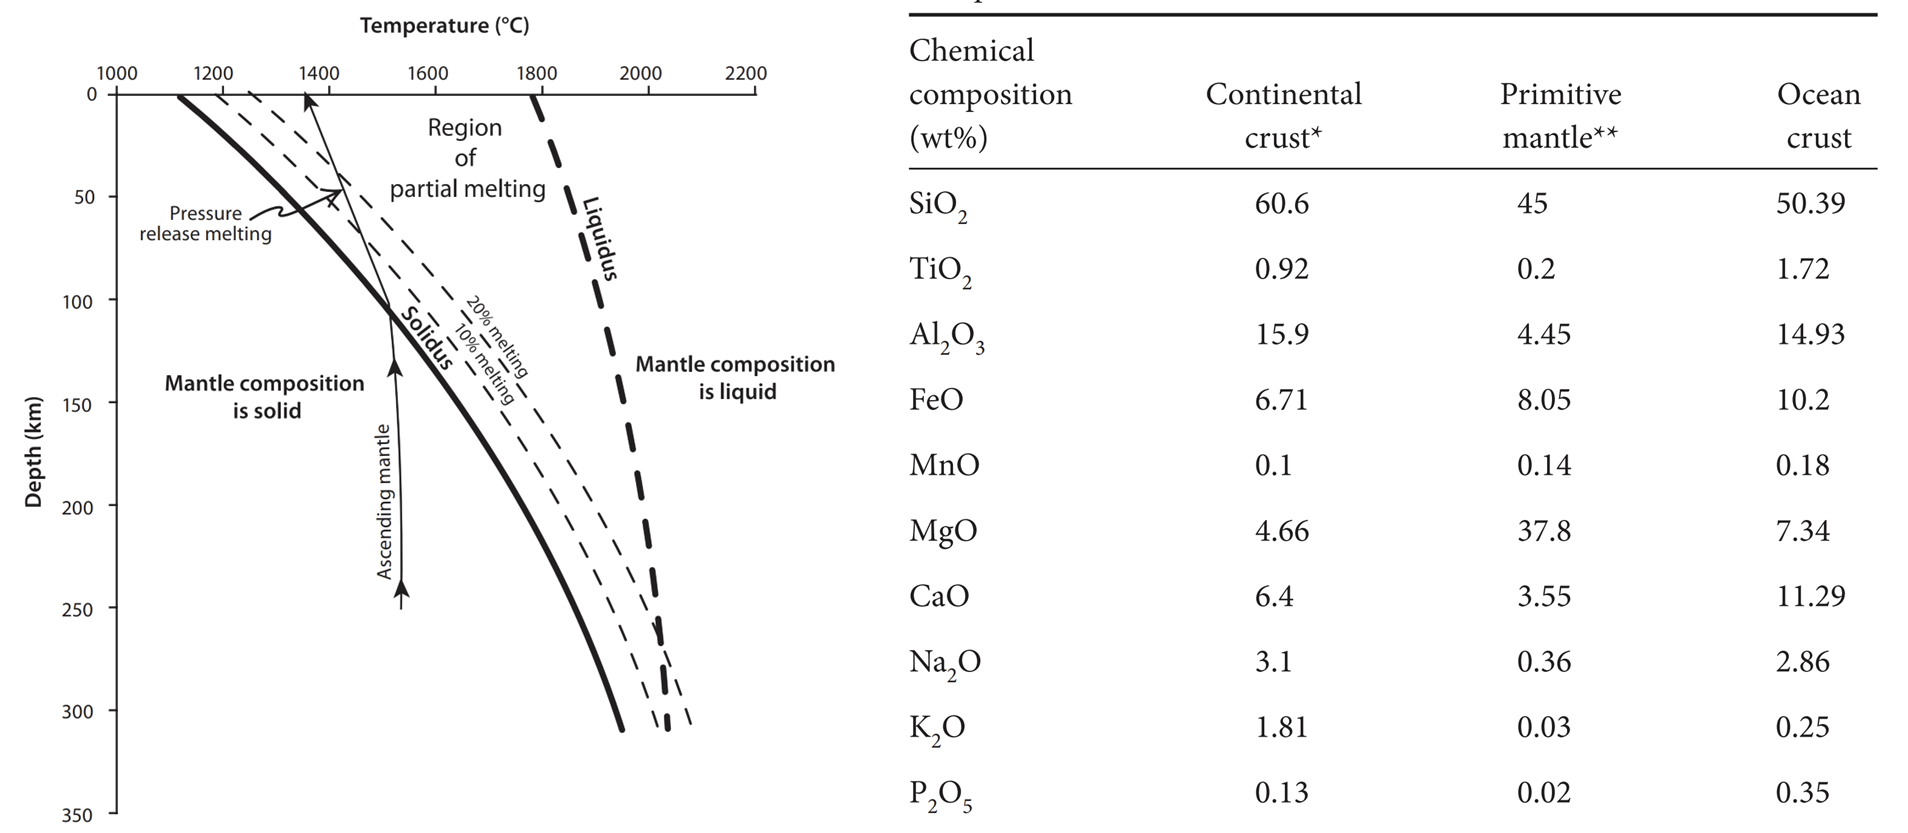 Temperature (°C)
1000 1200 1400 1600 1800 2000 2200
0
50
100
150
200
250
300
350
Depth (km)
Region
of
partial melting
Pressure
release melting
Liquidus
Solidus
20% melting
10% melting
Mantle composition
is solid
Mantle composition
is liquid
Ascending mantle
Chemical
composition
(wt%)
Continental
crust*
Primitive
mantle**
Ocean
crust
SiO2 60.6 45 50.39
TiO2 0.92 0.2 1.72
Al2O3 15.9 4.45 14.93
FeO 6.71 8.05 10.2
MnO 0.1 0.14 0.18
MgO 4.66 37.8 7.34
CaO 6.4 3.55 11.29
Na2O 3.1 0.36 2.86
K2O 1.81 0.03 0.25
P2O5 0.13 0.02 0.35